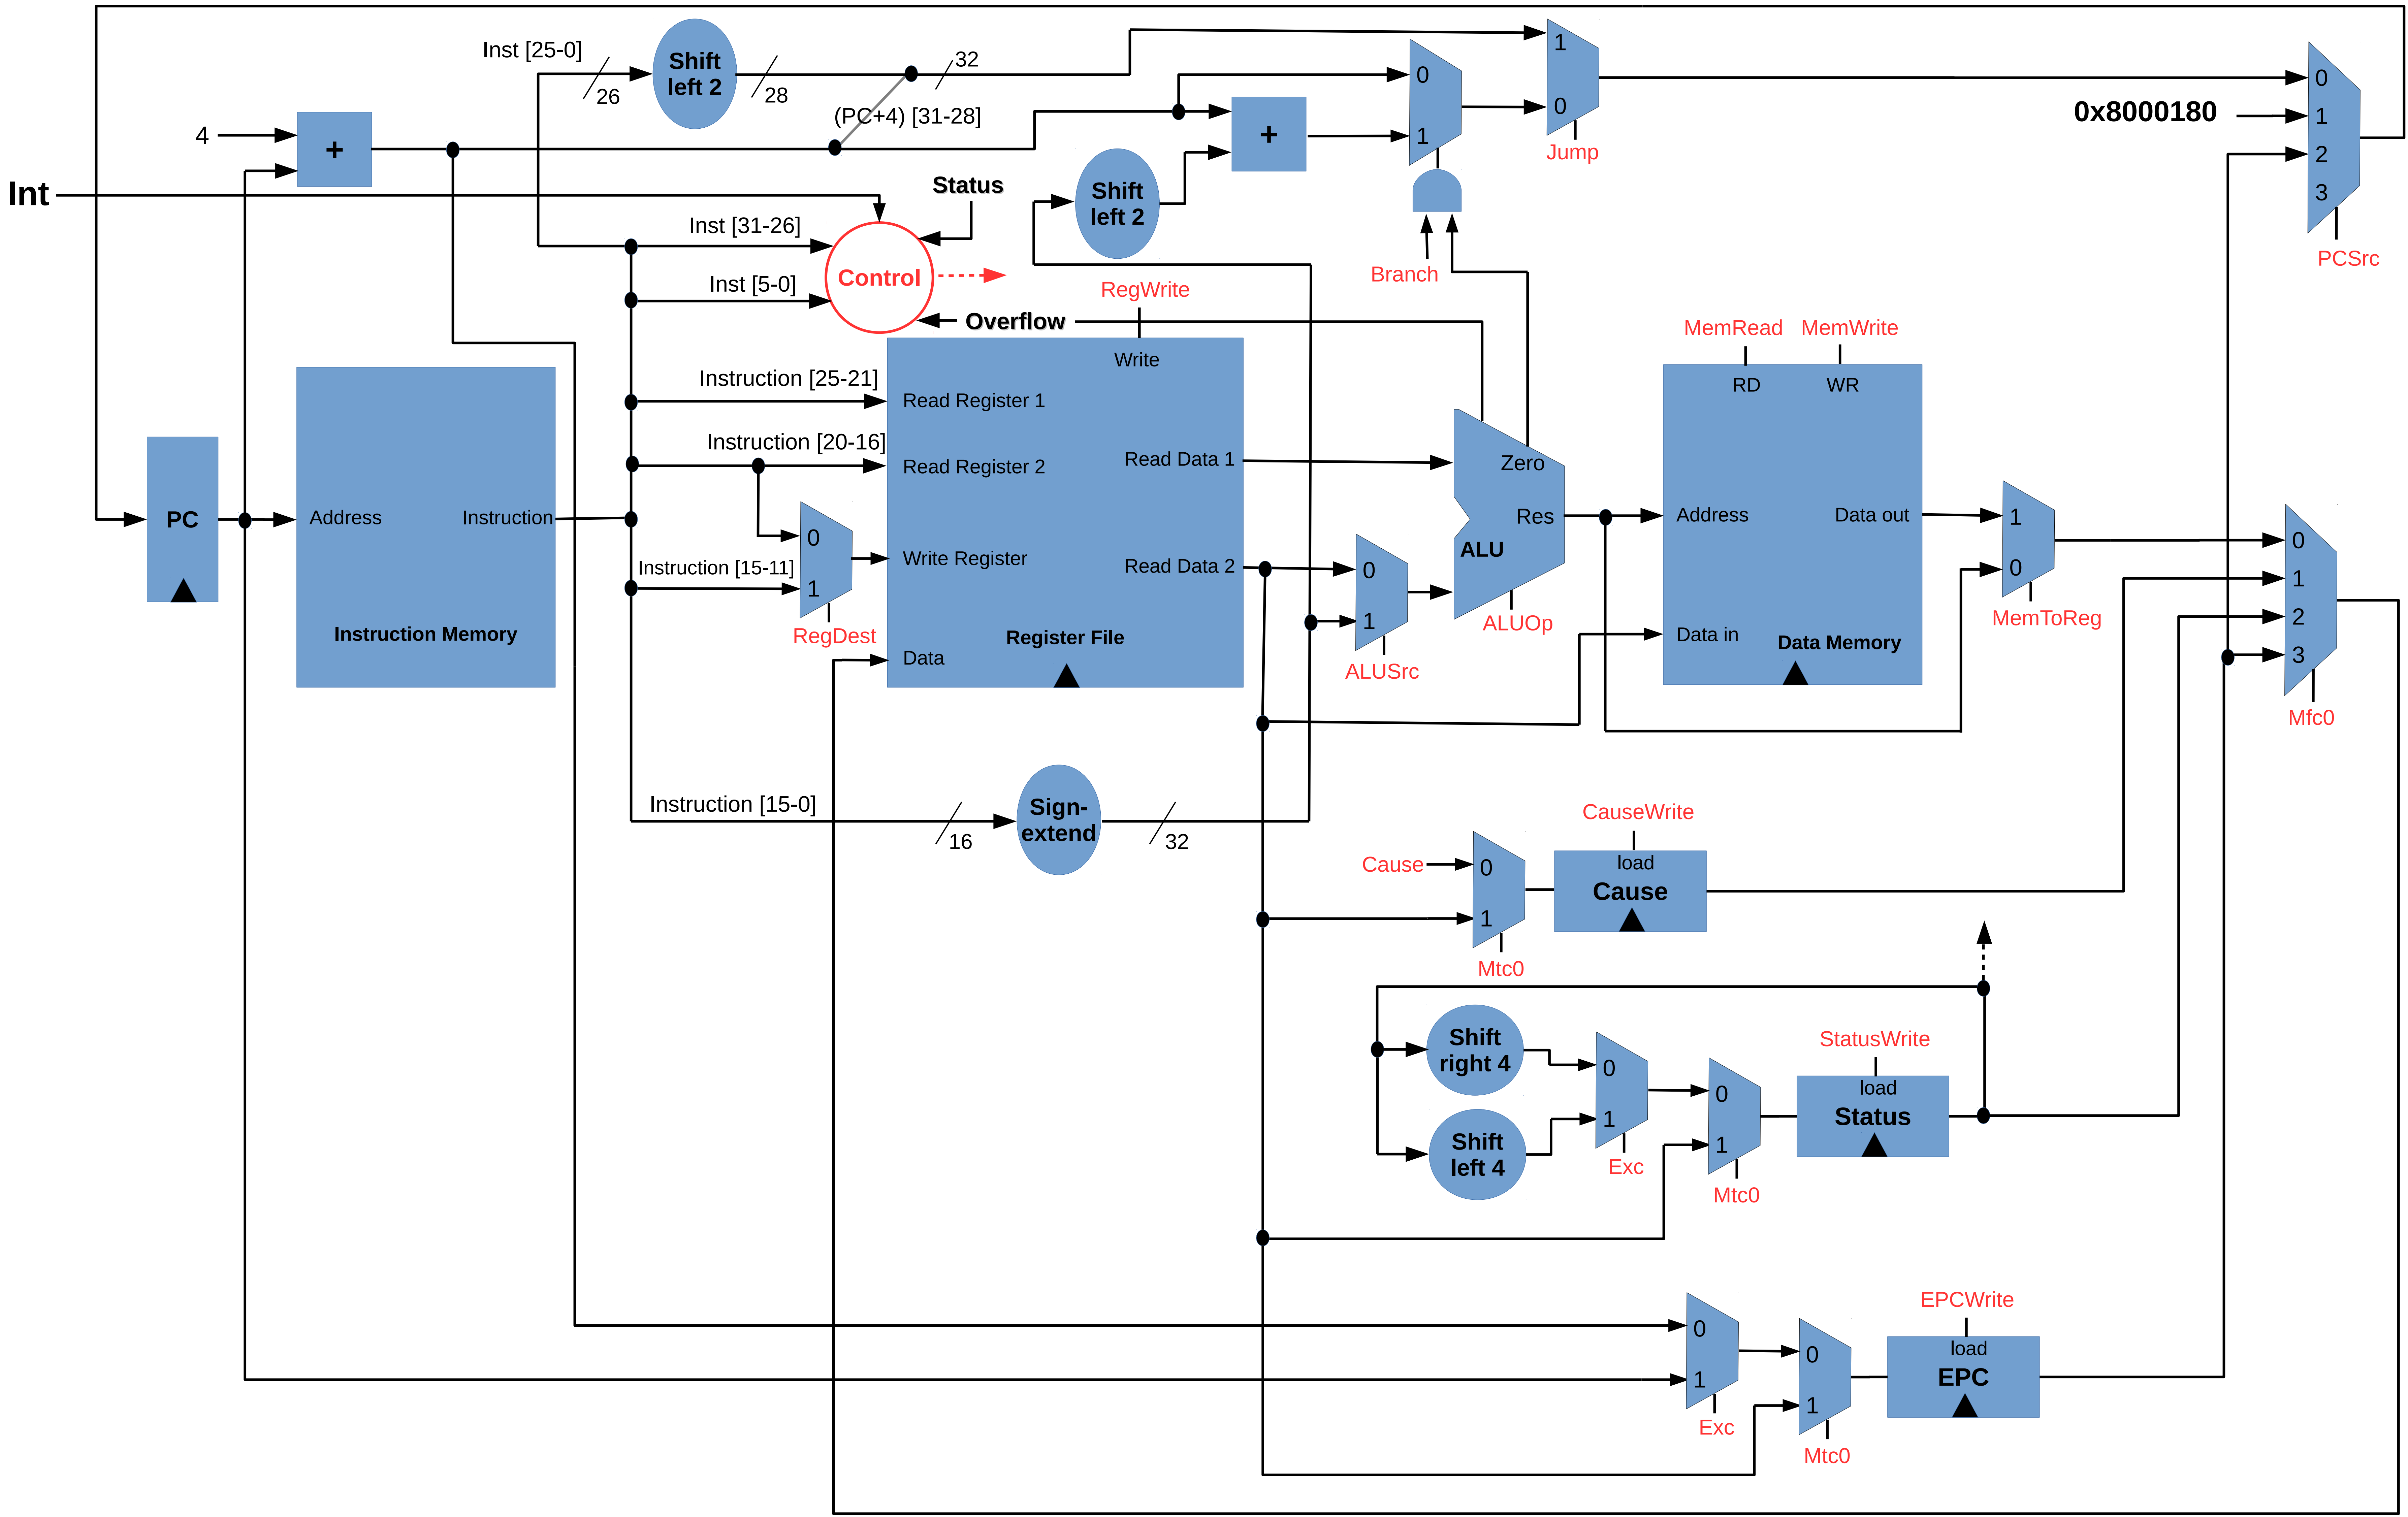 Inst [25-0]
26
Shift
left 2
28
32
(PC+4) [31-28]
4
+
Int
Status
Inst [31-26]
Inst [5-0]
Control
Overflow
Shift
left 2
+
0
1
Branch
1
0
Jump
0x8000180
0
1
2
3
PCSrc
PC
Address
Instruction
Instruction Memory
Instruction [25-21]
Instruction [20-16]
Instruction [15-11]
0
1
RegDest
RegWrite
Write
Read Register 1
Read Register 2
Read Data 1
Write Register
Read Data 2
Register File
Data
0
1
ALUSrc
Zero
Res
ALU
ALUOp
MemRead
MemWrite
RD
WR
Address
Data out
Data in
Data Memory
1
0
MemToReg
0
1
2
3
Mfc0
Instruction [15-0]
16
Sign-
extend
32
Cause
0
1
Mtc0
CauseWrite
load
Cause
Shift
right 4
Shift
left 4
0
1
Exc
0
1
Mtc0
StatusWrite
load
Status
0
1
Exc
0
1
Mtc0
EPCWrite
load
EPC